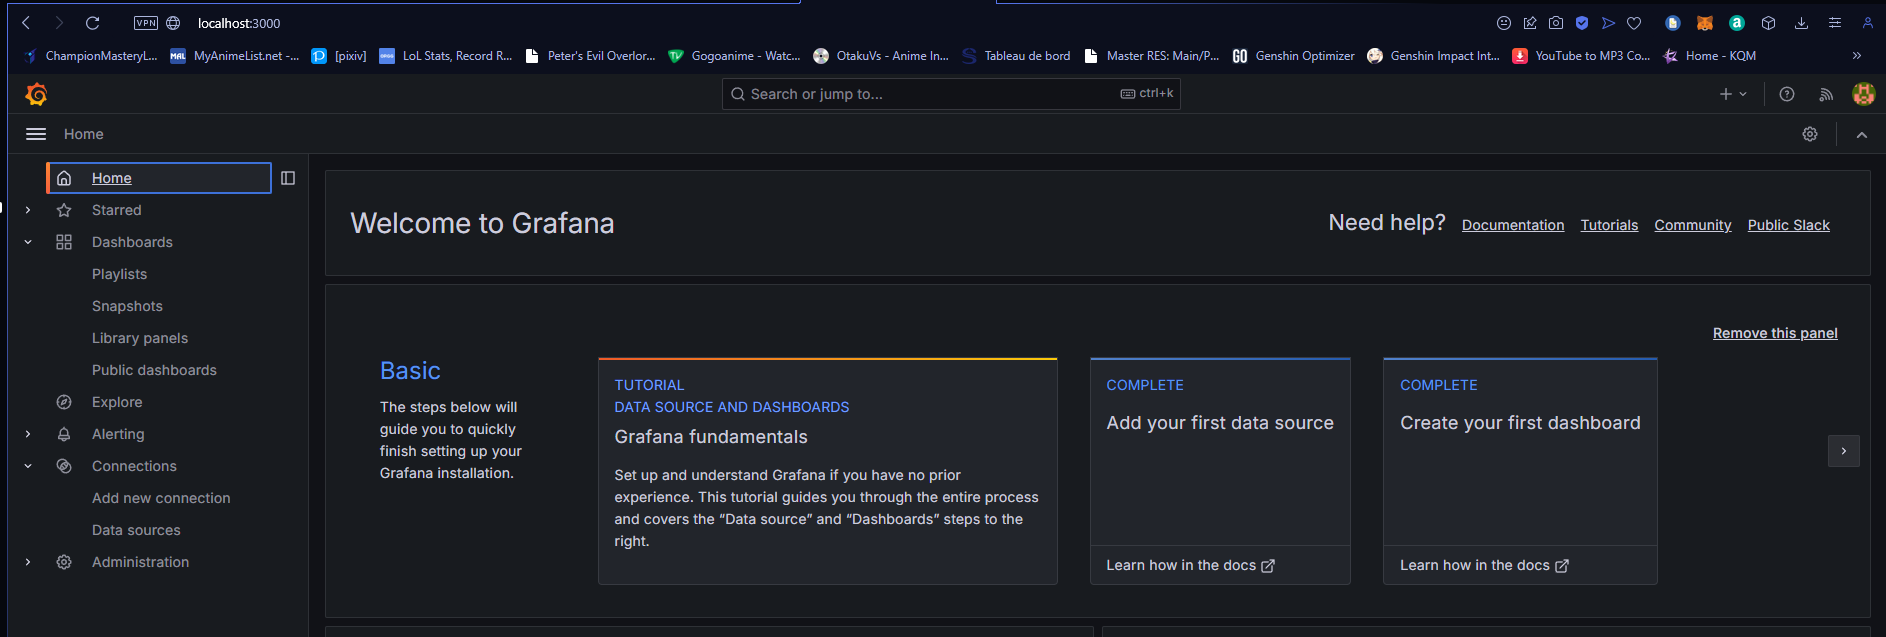 VPN localhost:3000
ChampionMasteryL... MAL MyAnimeList.net -... [pixiv] OP.GG LoL Stats, Record R... Peter's Evil Overlor... Gogoanime - Watc... OtakuVs - Anime In... Tableau de bord Master RES: Main/P... GO Genshin Optimizer Genshin Impact Int... YouTube to MP3 Co... Home - KQM
Search or jump to... ctrl+k
Home
Home
Starred
Dashboards
Playlists
Snapshots
Library panels
Public dashboards
Explore
Alerting
Connections
Add new connection
Data sources
Administration
Welcome to Grafana
Need help? Documentation Tutorials Community Public Slack
Remove this panel
Basic
The steps below will
guide you to quickly
finish setting up your
Grafana installation.
TUTORIAL
DATA SOURCE AND DASHBOARDS
Grafana fundamentals
Set up and understand Grafana if you have no prior
experience. This tutorial guides you through the entire process
and covers the “Data source” and “Dashboards” steps to the
right.
COMPLETE
Add your first data source
Learn how in the docs
COMPLETE
Create your first dashboard
Learn how in the docs